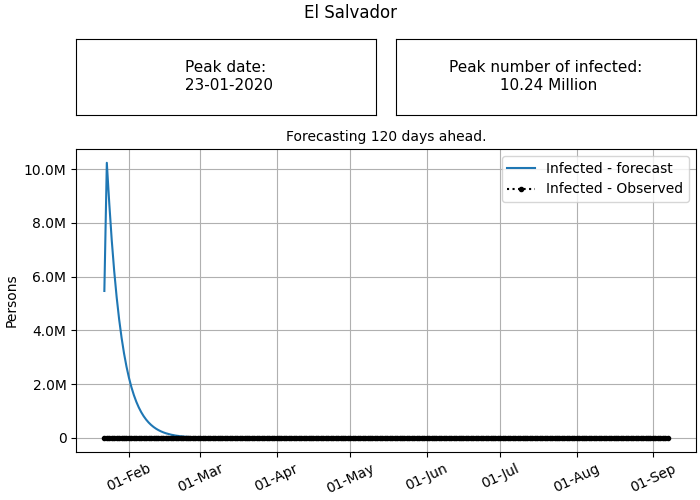 El Salvador
Peak date:
23-01-2020
Peak number of infected:
10.24 Million
Forecasting 120 days ahead.
Infected - forecast
Infected - Observed
Persons
10.0M
8.0M
6.0M
4.0M
2.0M
0
01-Feb
01-Mar
01-Apr
01-May
01-Jun
01-Jul
01-Aug
01-Sep